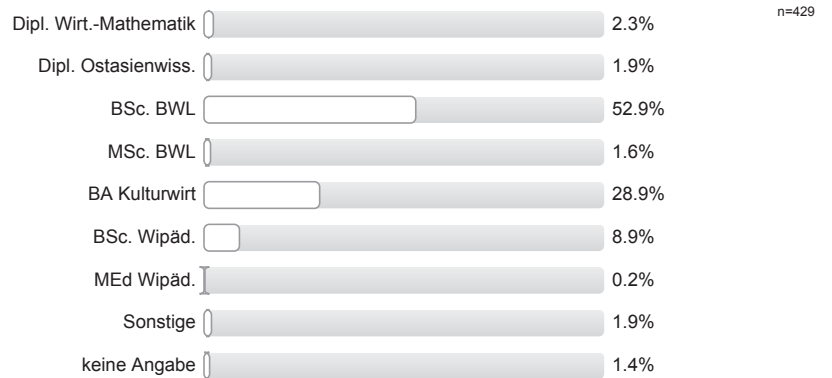 n=429
Dipl. Wirt.-Mathematik 2.3%
Dipl. Ostasienwiss. 1.9%
BSc. BWL 52.9%
MSc. BWL 1.6%
BA Kulturwirt 28.9%
BSc. Wipäd. 8.9%
MEd Wipäd. 0.2%
Sonstige 1.9%
keine Angabe 1.4%